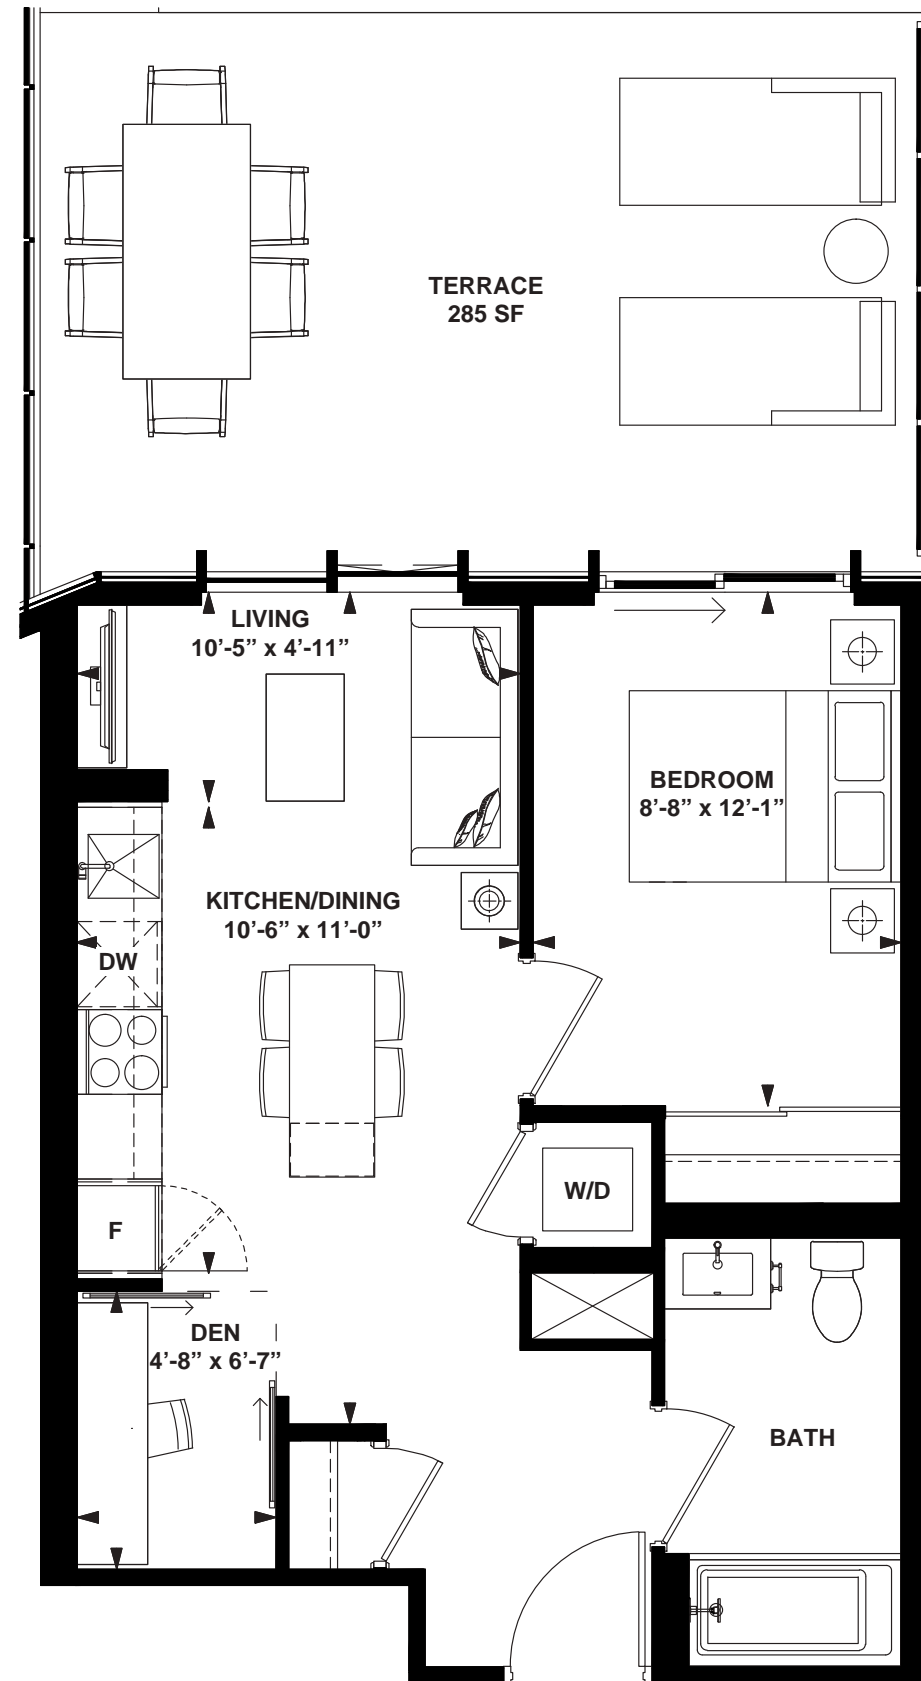 TERRACE
285 SF
LIVING
10’-5” x 4’-11”
BEDROOM
8’-8” x 12’-1”
KITCHEN/DINING
10’-6” x 11’-0”
DW
W/D
F
DEN
4’-8” x 6’-7”
BATH